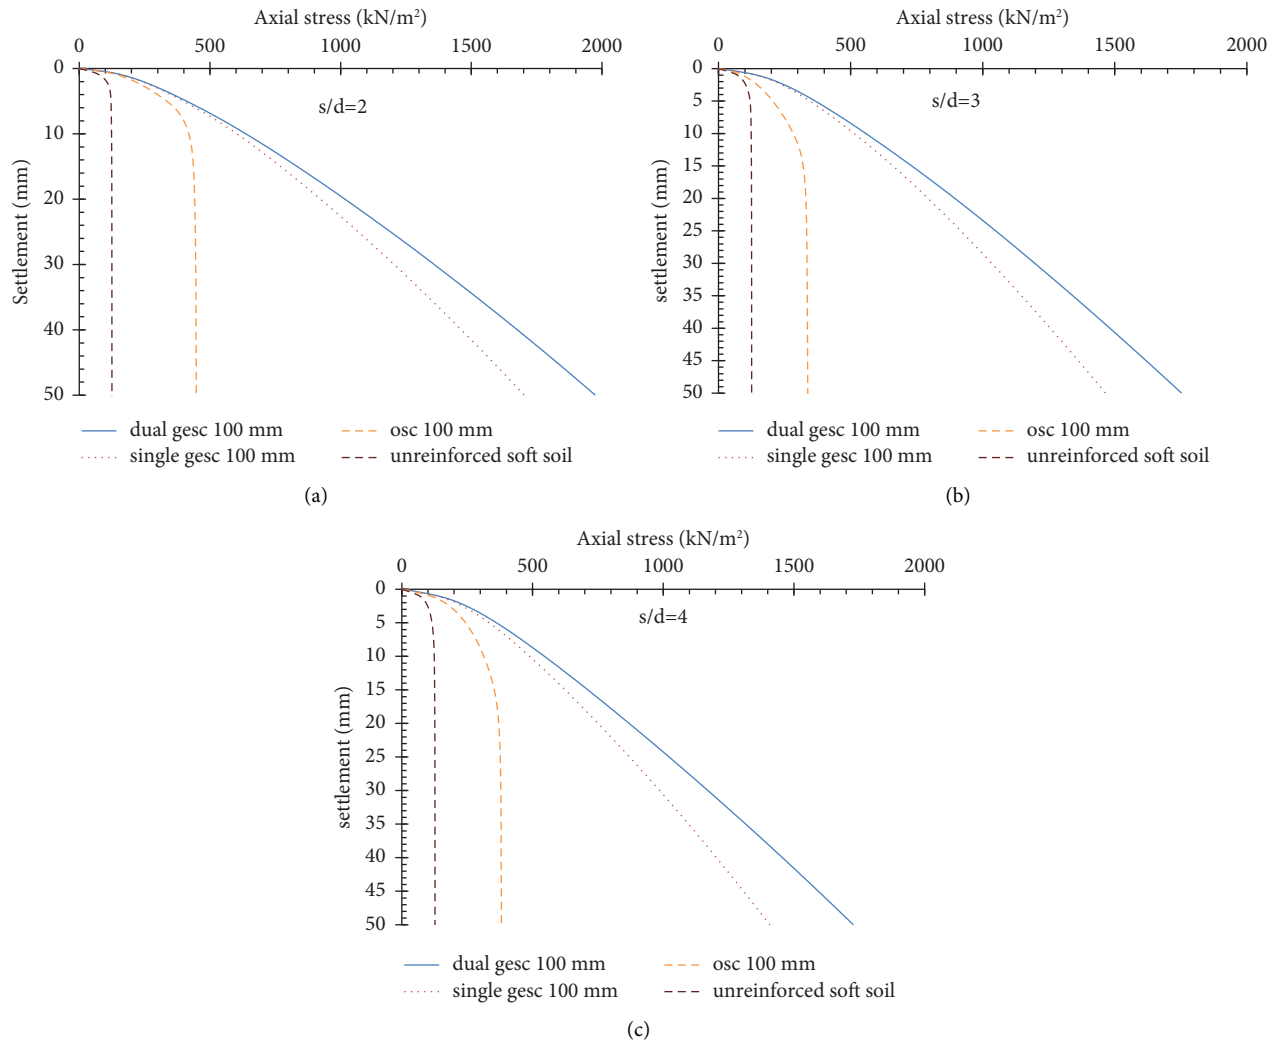 Axial stress (kN/m²)
0 500 1000 1500 2000
0
10
20
30
40
50
Settlement (mm)
s/d=2
dual gesc 100 mm
osc 100 mm
single gesc 100 mm
unreinforced soft soil
(a)
Axial stress (kN/m²)
0 500 1000 1500 2000
0
5
10
15
20
25
30
35
40
45
50
settlement (mm)
s/d=3
dual gesc 100 mm
osc 100 mm
single gesc 100 mm
unreinforced soft soil
(b)
Axial stress (kN/m²)
0 500 1000 1500 2000
0
5
10
15
20
25
30
35
40
45
50
settlement (mm)
s/d=4
dual gesc 100 mm
osc 100 mm
single gesc 100 mm
unreinforced soft soil
(c)